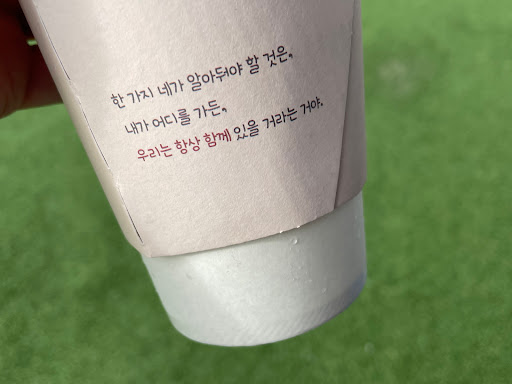 한 가지 네가 알아둬야 할 것은,
내가 어디를 가든,
우리는 항상 함께 있을 거라는 거야.